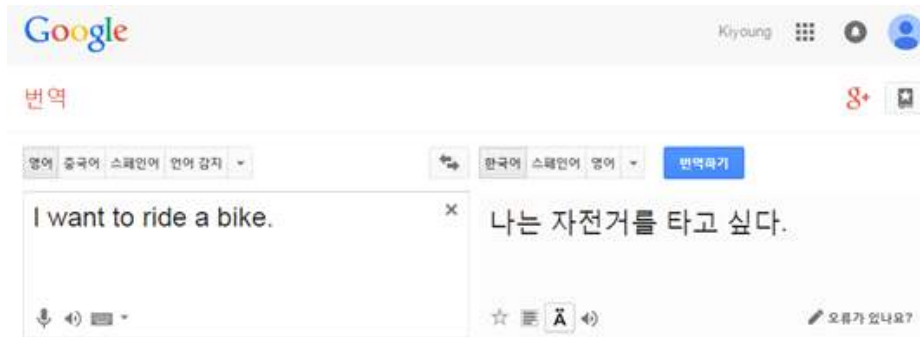 Google Kiyoung
번역 8+
영어 중국어 스페인어 언어 감지 한국어 스페인어 영어 번역하기
I want to ride a bike. 나는 자전거를 타고 싶다.
Ä 오류가 있나요?